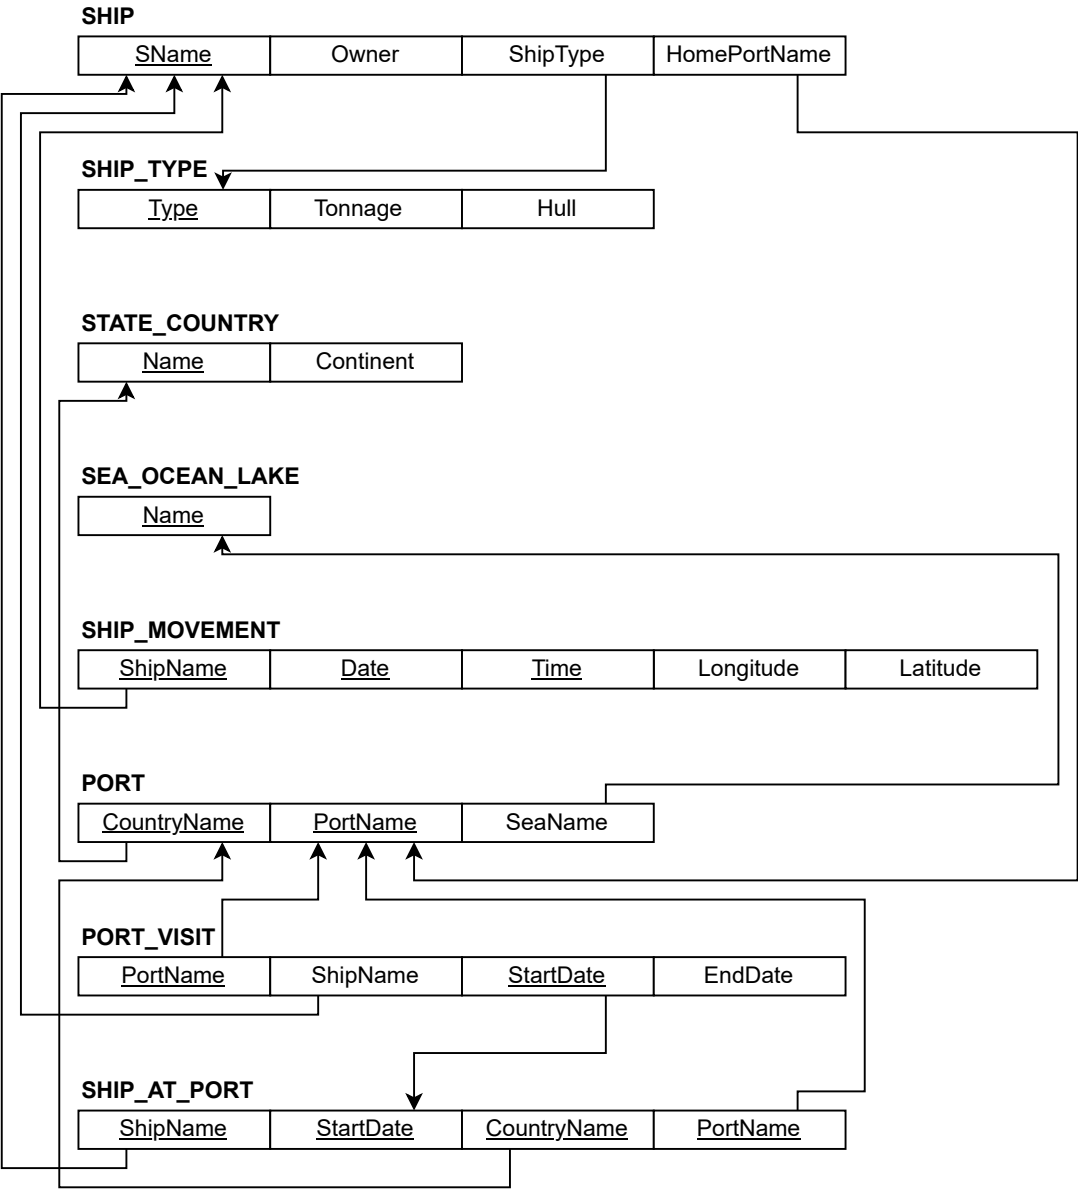 SHIP
SName Owner ShipType HomePortName
SHIP_TYPE
Type Tonnage Hull
STATE_COUNTRY
Name Continent
SEA_OCEAN_LAKE
Name
SHIP_MOVEMENT
ShipName Date Time Longitude Latitude
PORT
CountryName PortName SeaName
PORT_VISIT
PortName ShipName StartDate EndDate
SHIP_AT_PORT
ShipName StartDate CountryName PortName